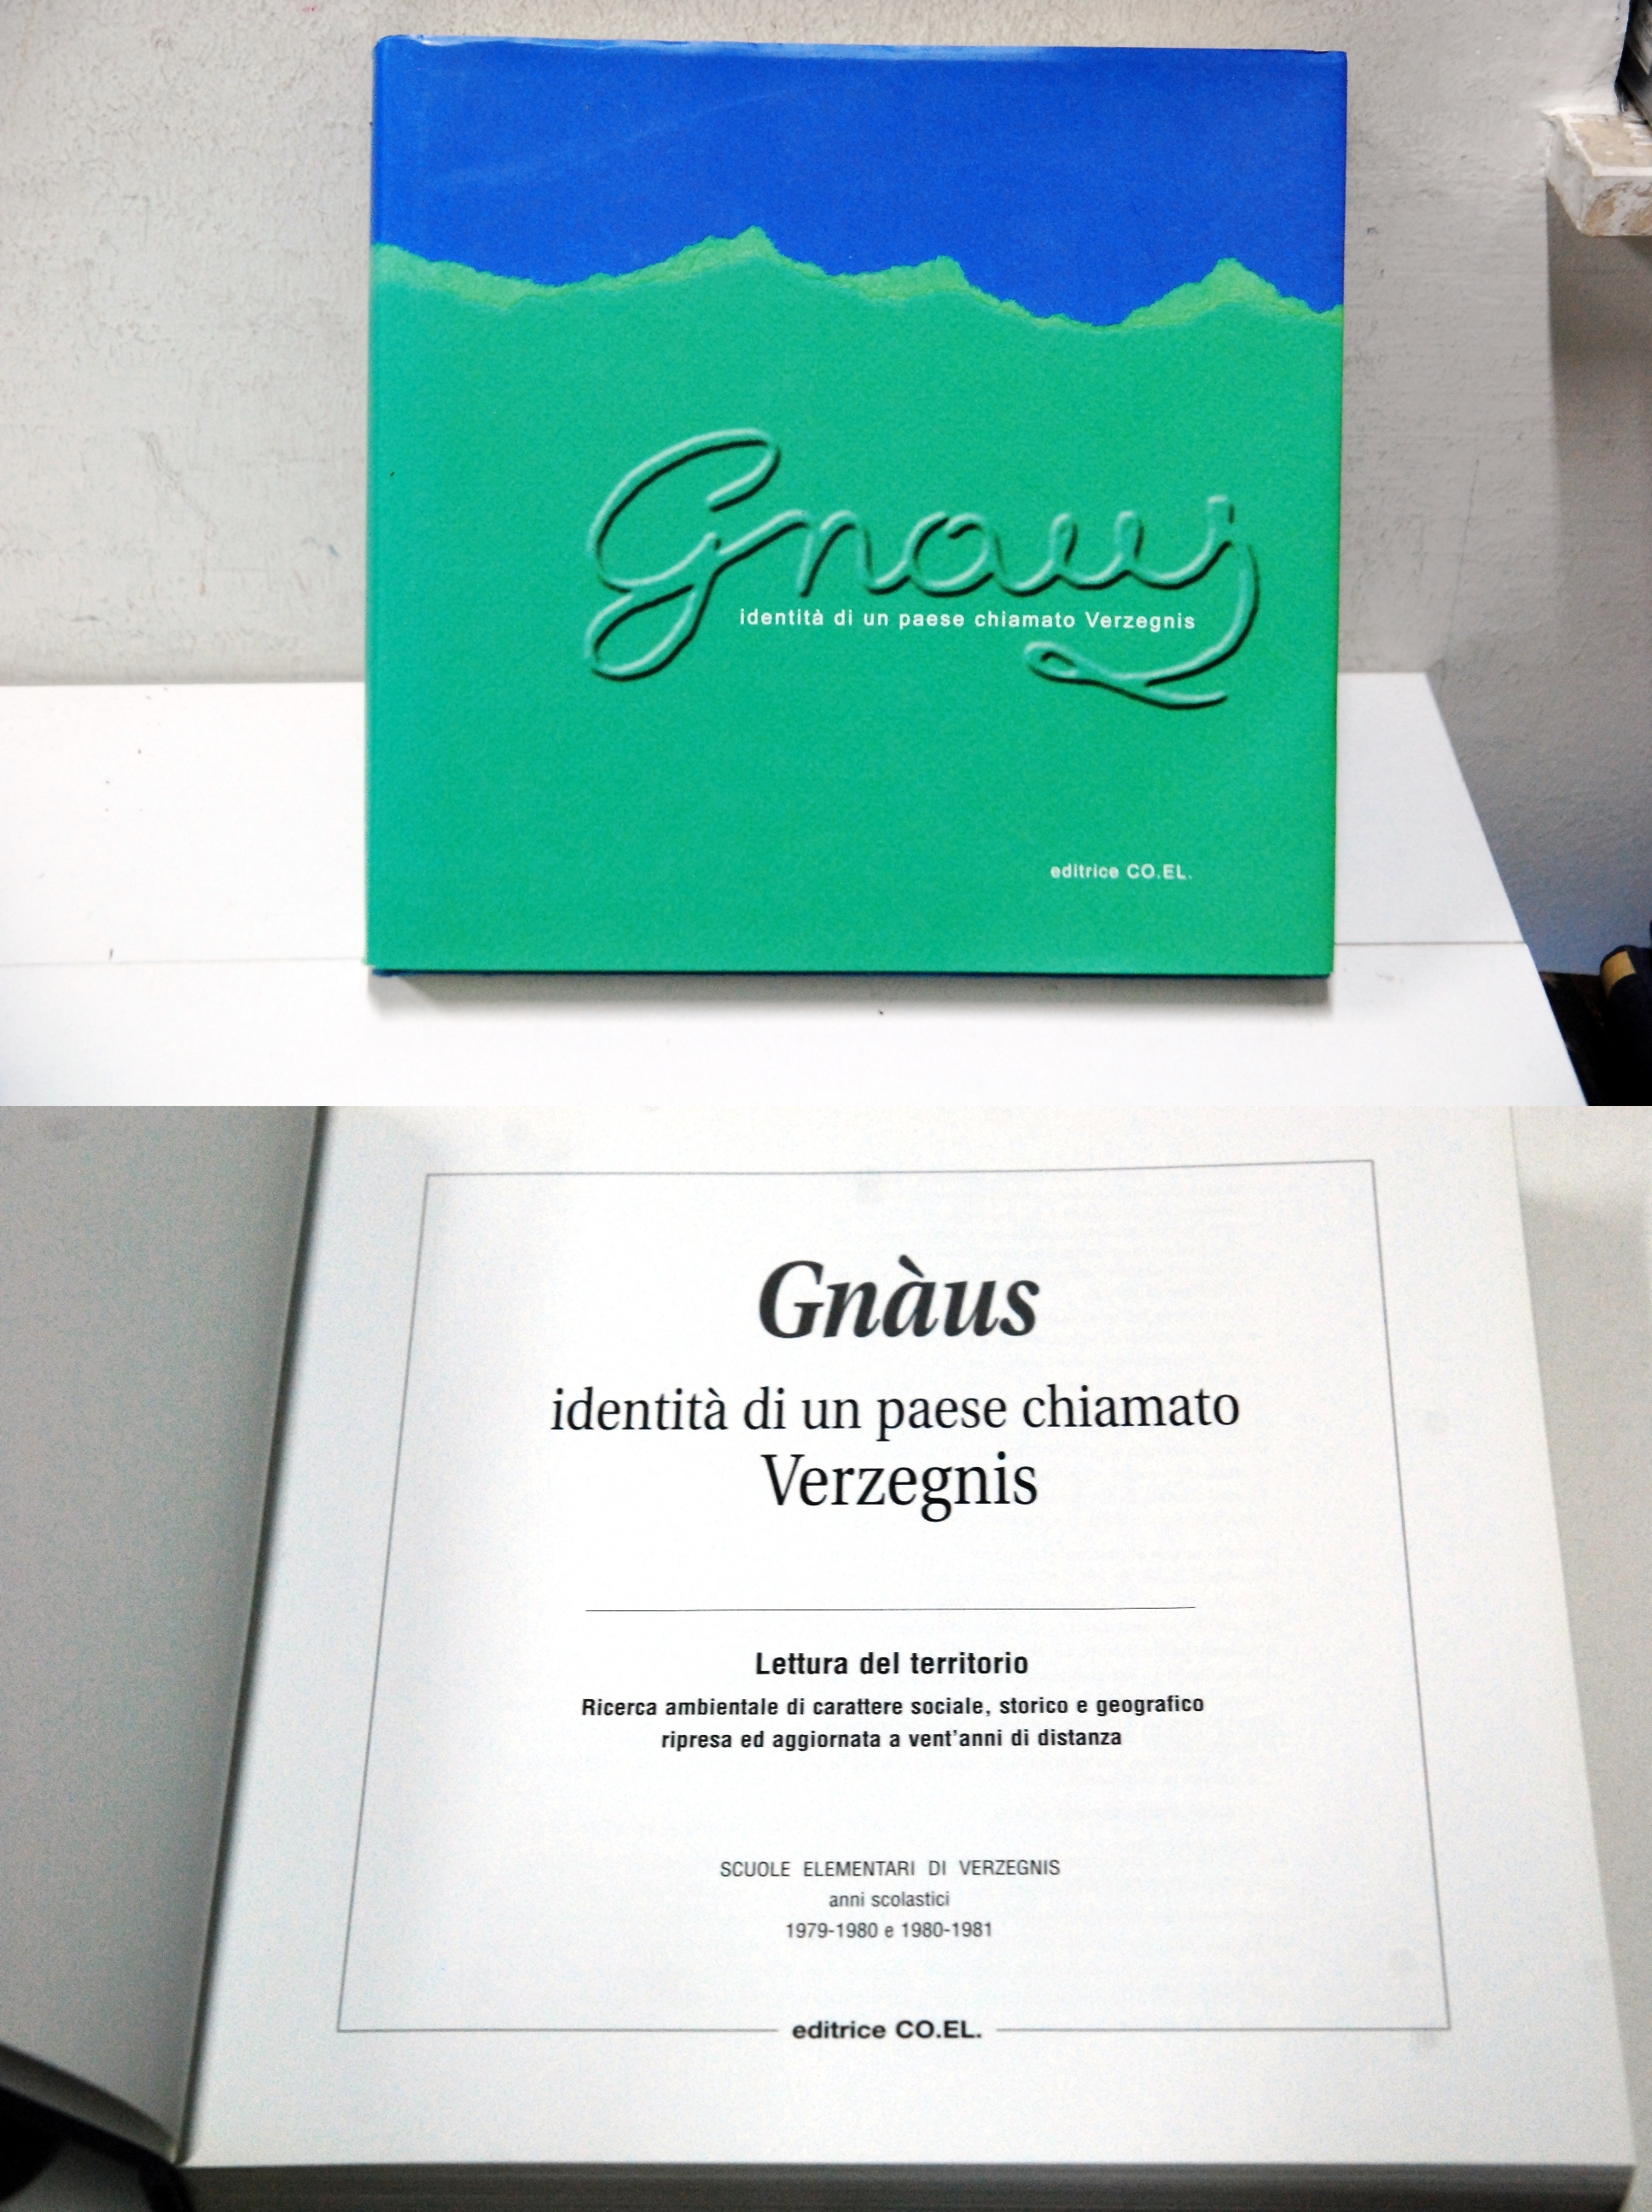 Gnaus
identità di un paese chiamato Verzegnis
editrice CO.EL.
Gnàus
identità di un paese chiamato
Verzegnis
Lettura del territorio
Ricerca ambientale di carattere sociale, storico e geografico
ripresa ed aggiornata a vent'anni di distanza
SCUOLE ELEMENTARI DI VERZEGNIS
anni scolastici
1979-1980 e 1980-1981
editrice CO.EL.